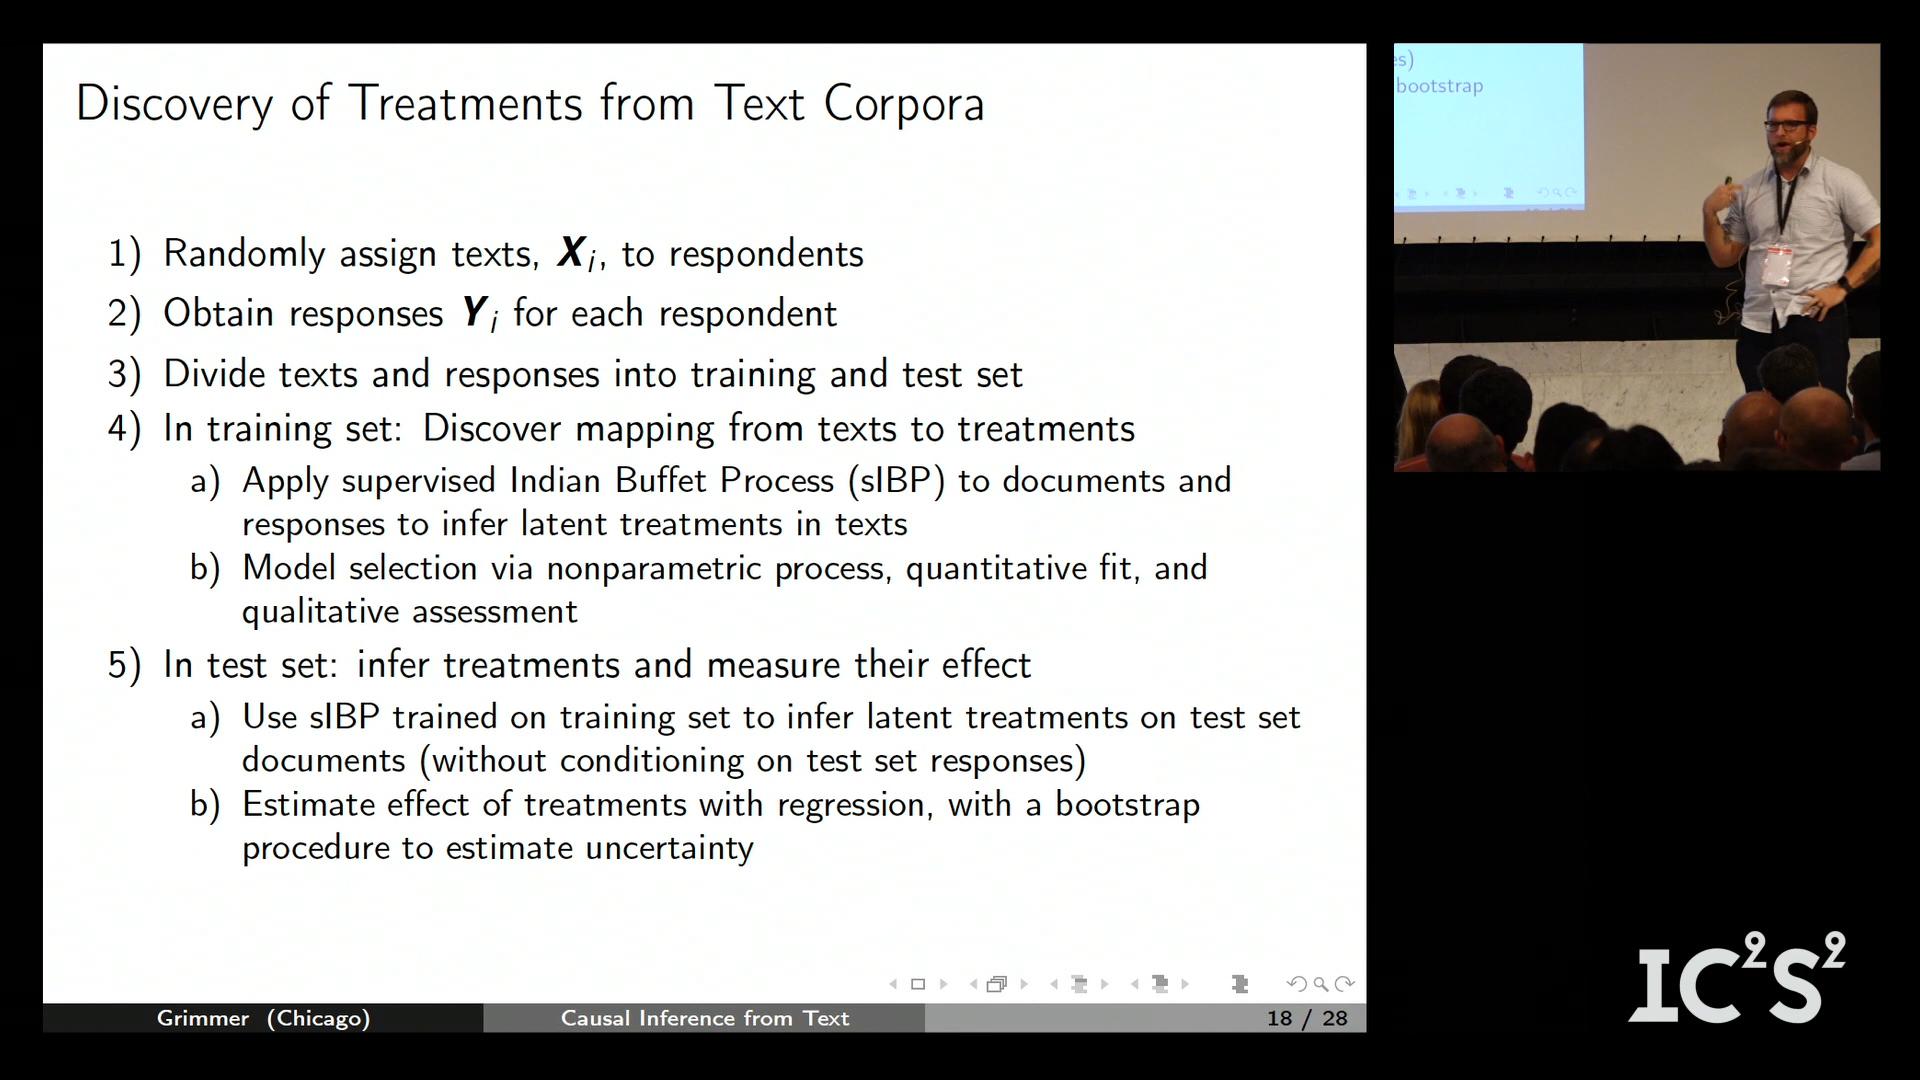 Discovery of Treatments from Text Corpora
1) Randomly assign texts, Xi, to respondents
2) Obtain responses Yi for each respondent
3) Divide texts and responses into training and test set
4) In training set: Discover mapping from texts to treatments
a) Apply supervised Indian Buffet Process (sIBP) to documents and
responses to infer latent treatments in texts
b) Model selection via nonparametric process, quantitative fit, and
qualitative assessment
5) In test set: infer treatments and measure their effect
a) Use sIBP trained on training set to infer latent treatments on test set
documents (without conditioning on test set responses)
b) Estimate effect of treatments with regression, with a bootstrap
procedure to estimate uncertainty
Grimmer (Chicago)
Causal Inference from Text
18 / 28
es)
bootstrap
IC²S²